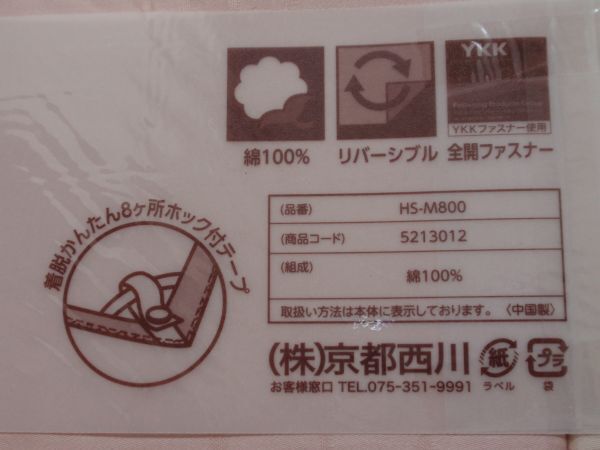 YKK
YKKファスナー使用
綿100%
リバーシブル
全開ファスナー
着脱かんたん8ヶ所ホック付テープ
(品番) HS-M800
(商品コード) 5213012
(組成) 綿100%
取扱い方法は本体に表示しております。〈中国製〉
(株)京都西川
お客様窓口 TEL.075-351-9991
紙
ラベル
プラ
袋